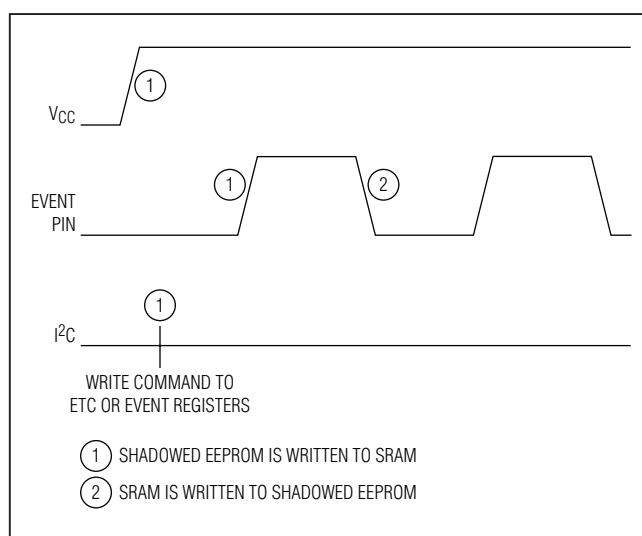 VCC
①
EVENT
PIN
① ②
①
I²C
WRITE COMMAND TO
ETC OR EVENT REGISTERS
① SHADOWED EEPROM IS WRITTEN TO SRAM
② SRAM IS WRITTEN TO SHADOWED EEPROM